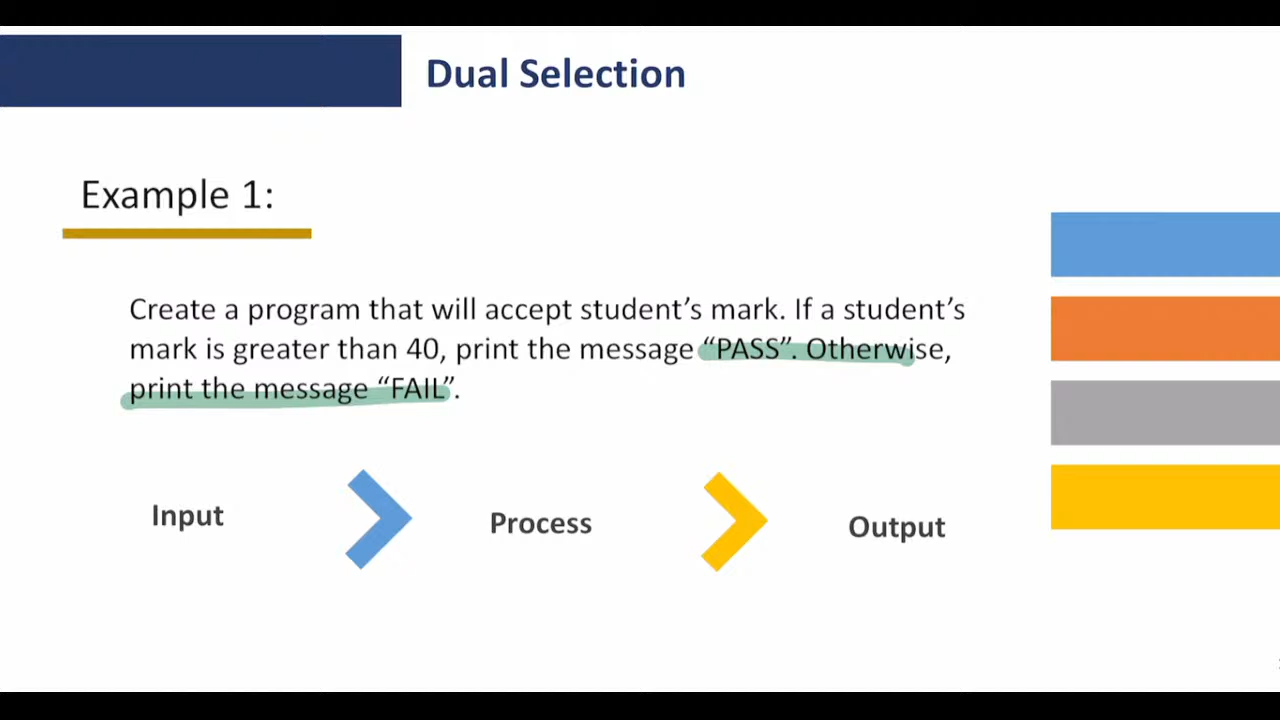 Dual Selection
Example 1:
Create a program that will accept student’s mark. If a student’s
mark is greater than 40, print the message “PASS”. Otherwise,
print the message “FAIL”.
Input
Process
Output